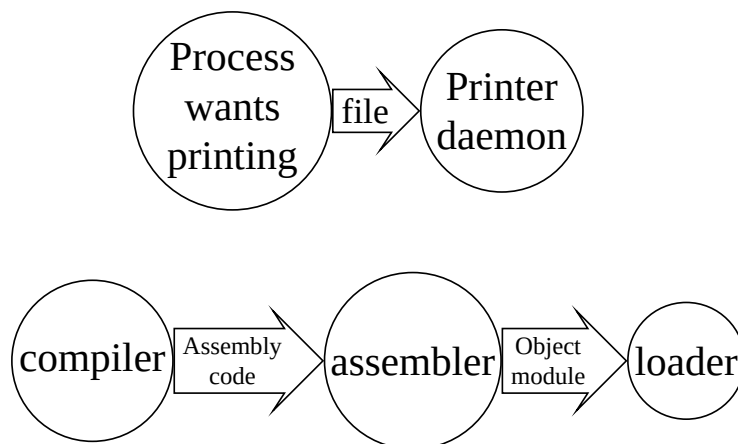 Process
wants
printing
file
Printer
daemon
compiler
Assembly
code
assembler
Object
module
loader